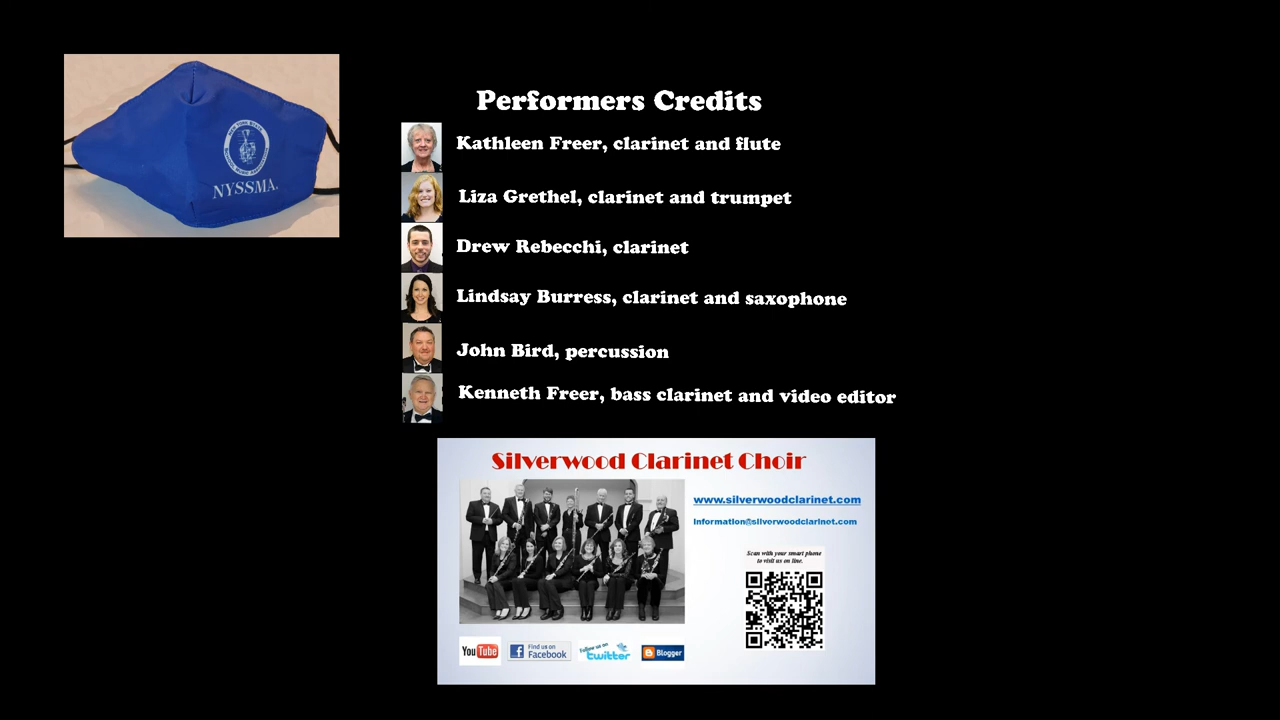 NYSSMA.
Performers Credits
Kathleen Freer, clarinet and flute
Liza Grethel, clarinet and trumpet
Drew Rebecchi, clarinet
Lindsay Burress, clarinet and saxophone
John Bird, percussion
Kenneth Freer, bass clarinet and video editor
Silverwood Clarinet Choir
www.silverwoodclarinet.com
information@silverwoodclarinet.com
Scan with your smart phone
to visit us on line.
YouTube
Find us on
Facebook
Follow us on
twitter
Blogger